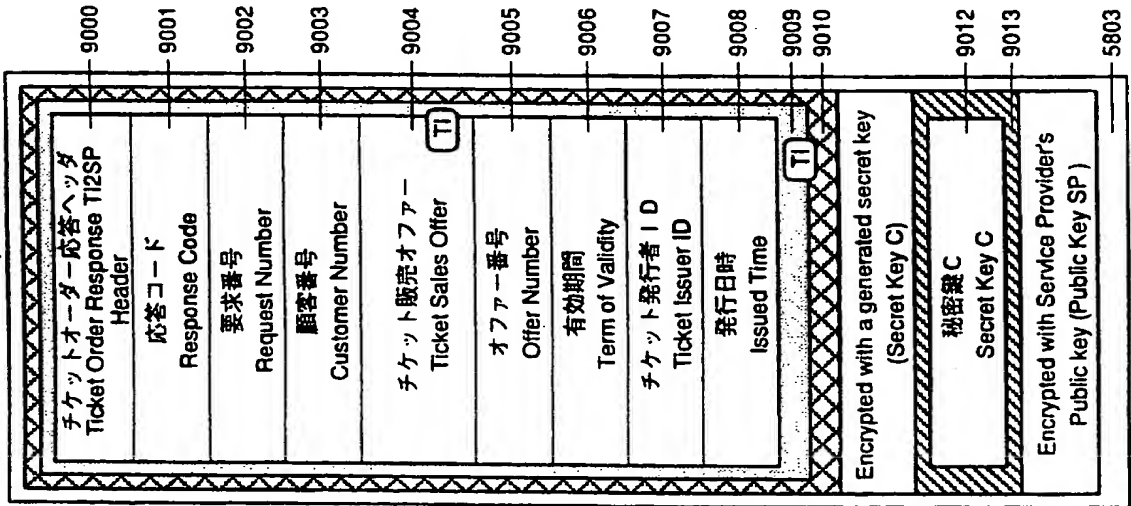 チケットオーダー応答ヘッダ
Ticket Order Response TI2SP
Header
9000
応答コード
Response Code
9001
要求番号
Request Number
9002
顧客番号
Customer Number
9003
チケット販売オファー
Ticket Sales Offer
9004
TI
オファー番号
Offer Number
9005
有効期間
Term of Validity
9006
チケット発行者ID
Ticket Issuer ID
9007
発行日時
Issued Time
9008
TI
9009
9010
Encrypted with a generated secret key
(Secret Key C)
秘密鍵C
Secret Key C
9012
9013
Encrypted with Service Provider's
Public key (Public Key SP)
5803